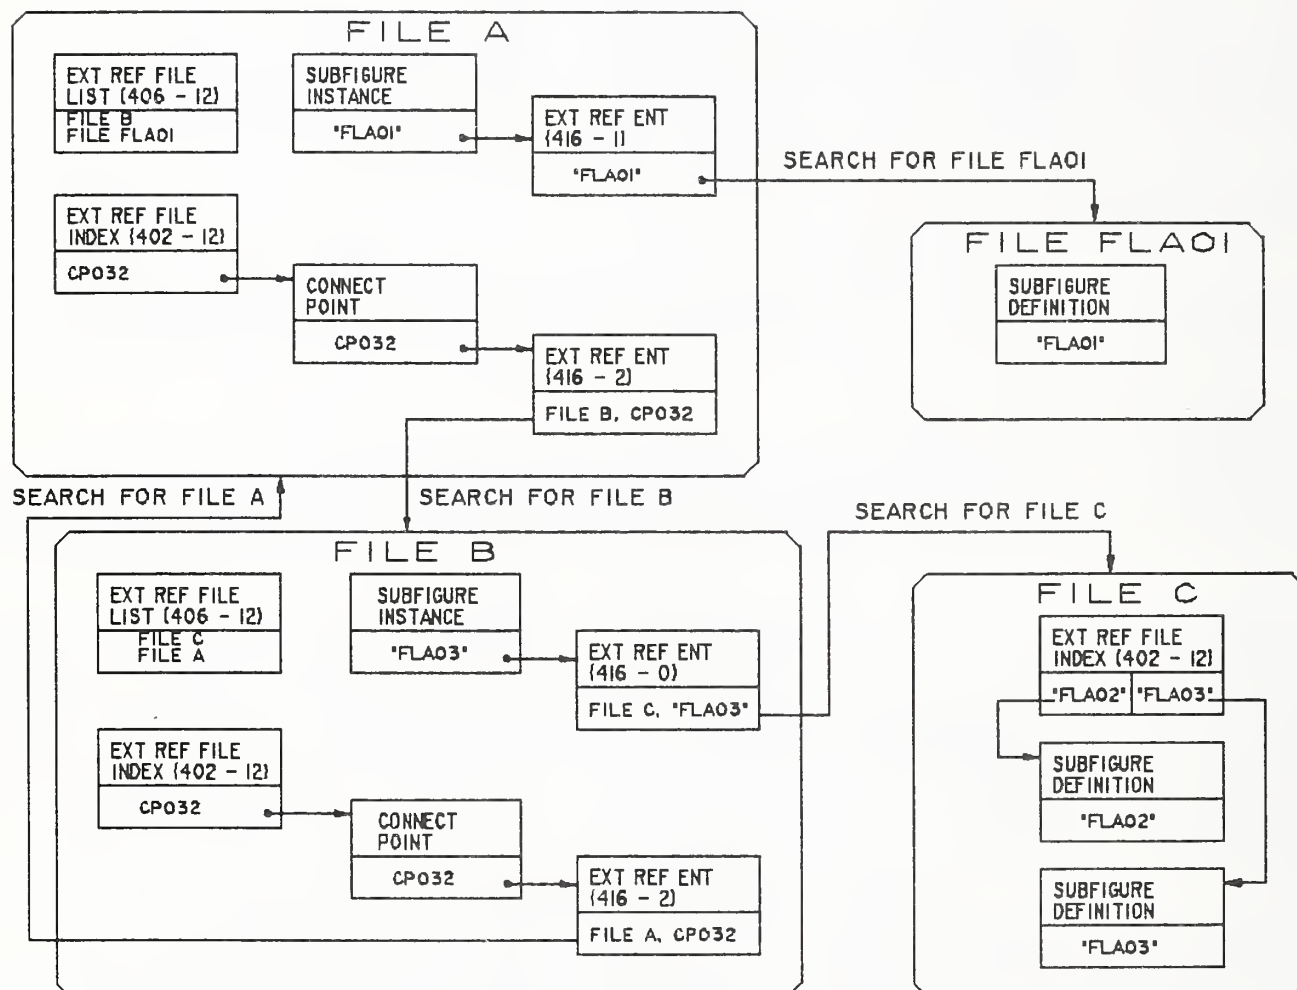 FILE A
EXT REF FILE
LIST (406 - 12)
FILE B
FILE FLA01
SUBFIGURE
INSTANCE
"FLA01"
EXT REF ENT
(416 - 1)
"FLA01"
SEARCH FOR FILE FLA01
EXT REF FILE
INDEX (402 - 12)
CP032
CONNECT
POINT
CP032
EXT REF ENT
(416 - 2)
FILE B, CP032
FILE FLA01
SUBFIGURE
DEFINITION
"FLA01"
SEARCH FOR FILE A
SEARCH FOR FILE B
SEARCH FOR FILE C
FILE B
EXT REF FILE
LIST (406 - 12)
FILE C
FILE A
SUBFIGURE
INSTANCE
"FLA03"
EXT REF ENT
(416 - 0)
FILE C, "FLA03"
EXT REF FILE
INDEX (402 - 12)
CP032
CONNECT
POINT
CP032
EXT REF ENT
(416 - 2)
FILE A, CP032
FILE C
EXT REF FILE
INDEX (402 - 12)
"FLA02" "FLA03"
SUBFIGURE
DEFINITION
"FLA02"
SUBFIGURE
DEFINITION
"FLA03"